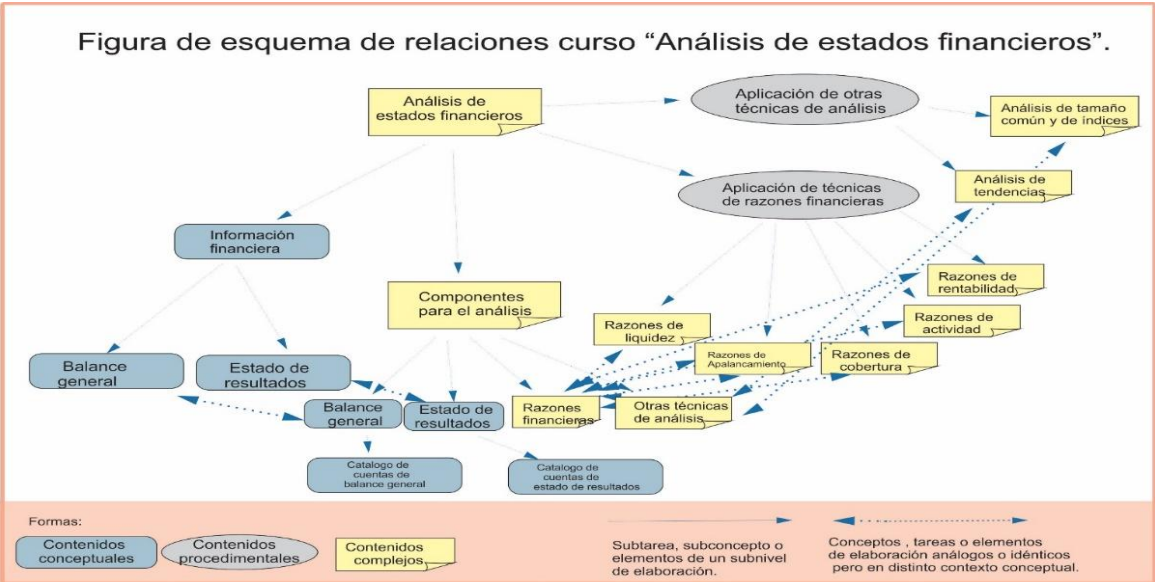 Figura de esquema de relaciones curso “Análisis de estados financieros”.
Análisis de
estados financieros
Aplicación de otras
técnicas de análisis
Análisis de tamaño
común y de índices
Análisis de
tendencias
Aplicación de técnicas
de razones financieras
Información
financiera
Componentes
para el análisis
Razones de
rentabilidad
Razones de
actividad
Razones de
liquidez
Razones de
Apalancamiento
Razones de
cobertura
Balance
general
Estado de
resultados
Balance
general
Estado de
resultados
Razones
financieras
Otras técnicas
de análisis
Catalogo de
cuentas de
balance general
Catalogo de
cuentas de
estado de resultados
Formas:
Contenidos
conceptuales
Contenidos
procedimentales
Contenidos
complejos
Subtarea, subconcepto o
elementos de un subnivel
de elaboración.
Conceptos , tareas o elementos
de elaboración análogos o idénticos
pero en distinto contexto conceptual.